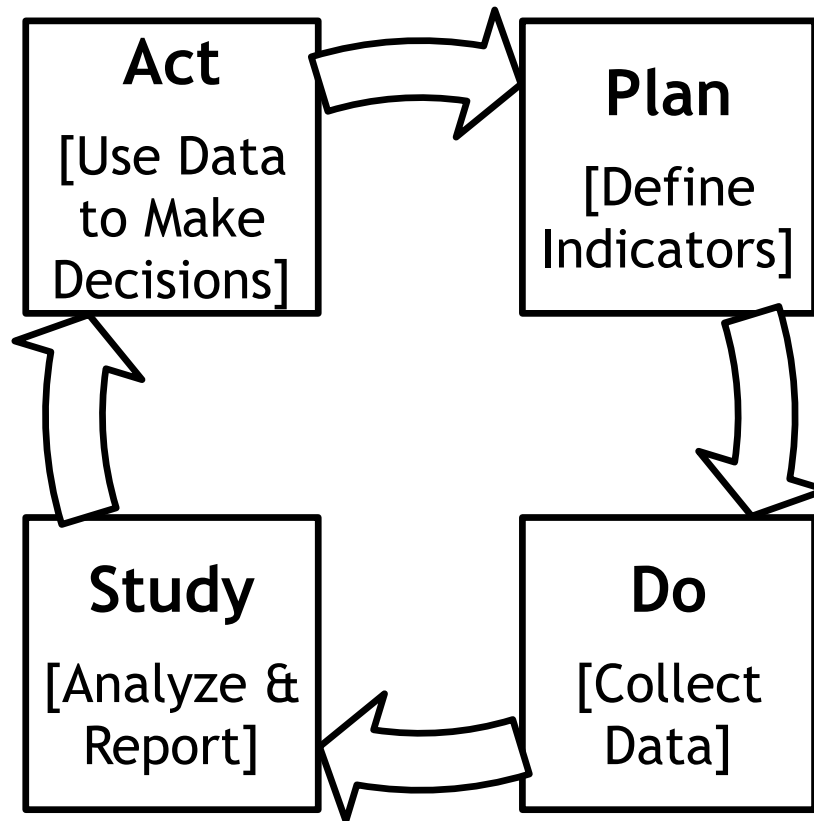 Act
[Use Data
to Make
Decisions]
Plan
[Define
Indicators]
Study
[Analyze &
Report]
Do
[Collect
Data]